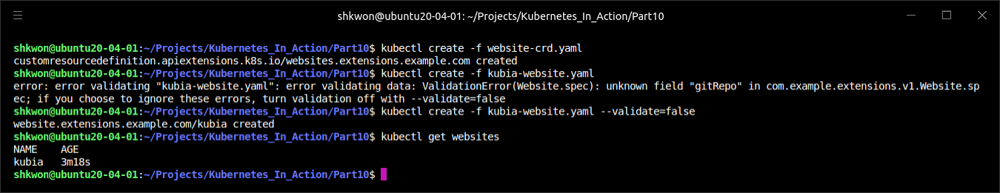 shkwon@ubuntu20-04-01: ~/Projects/Kubernetes_In_Action/Part10
shkwon@ubuntu20-04-01:~/Projects/Kubernetes_In_Action/Part10$ kubectl create -f website-crd.yaml
customresourcedefinition.apiextensions.k8s.io/websites.extensions.example.com created
shkwon@ubuntu20-04-01:~/Projects/Kubernetes_In_Action/Part10$ kubectl create -f kubia-website.yaml
error: error validating "kubia-website.yaml": error validating data: ValidationError(Website.spec): unknown field "gitRepo" in com.example.extensions.v1.Website.sp
ec; if you choose to ignore these errors, turn validation off with --validate=false
shkwon@ubuntu20-04-01:~/Projects/Kubernetes_In_Action/Part10$ kubectl create -f kubia-website.yaml --validate=false
website.extensions.example.com/kubia created
shkwon@ubuntu20-04-01:~/Projects/Kubernetes_In_Action/Part10$ kubectl get websites
NAME    AGE
kubia   3m18s
shkwon@ubuntu20-04-01:~/Projects/Kubernetes_In_Action/Part10$